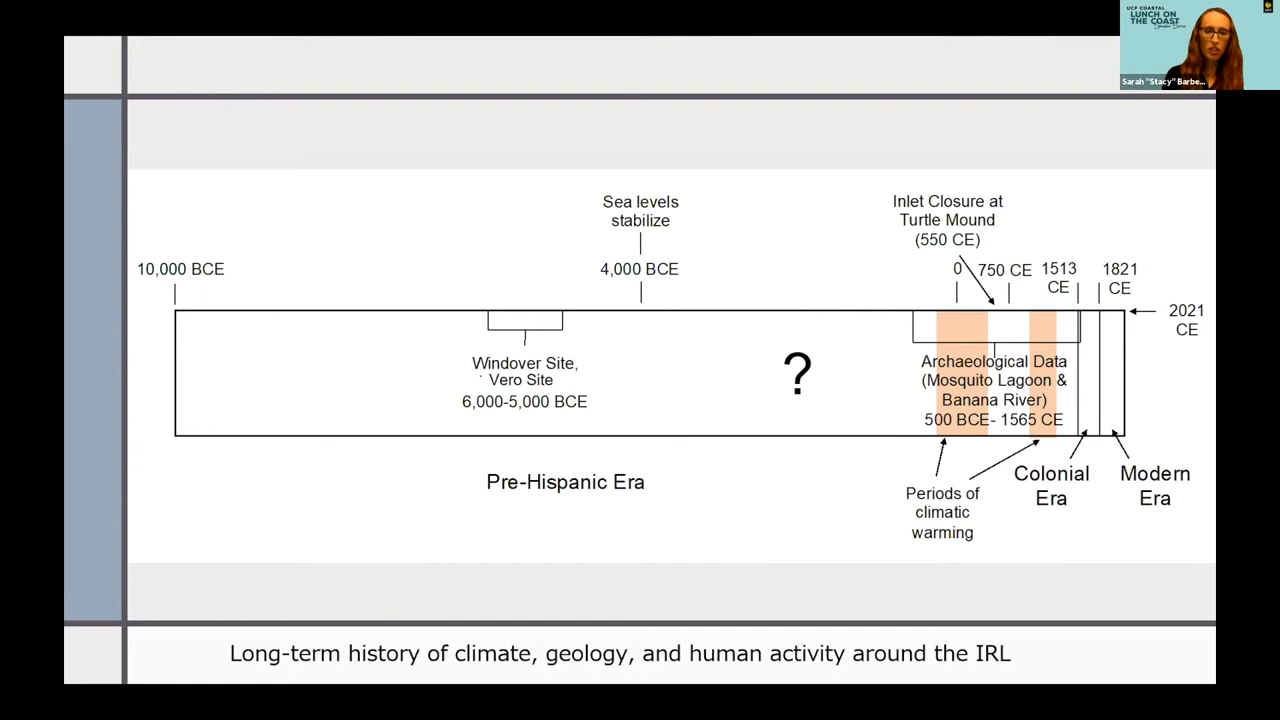 UCF COASTAL
LUNCH ON
THE COAST
Speaker Series
UCF
Sarah "Stacy" Barbe...
Sea levels
stabilize
Inlet Closure at
Turtle Mound
(550 CE)
10,000 BCE
4,000 BCE
0
750 CE
1513
CE
1821
CE
2021
CE
Windover Site,
Vero Site
6,000-5,000 BCE
?
Archaeological Data
(Mosquito Lagoon &
Banana River)
500 BCE- 1565 CE
Pre-Hispanic Era
Periods of
climatic
warming
Colonial
Era
Modern
Era
Long-term history of climate, geology, and human activity around the IRL